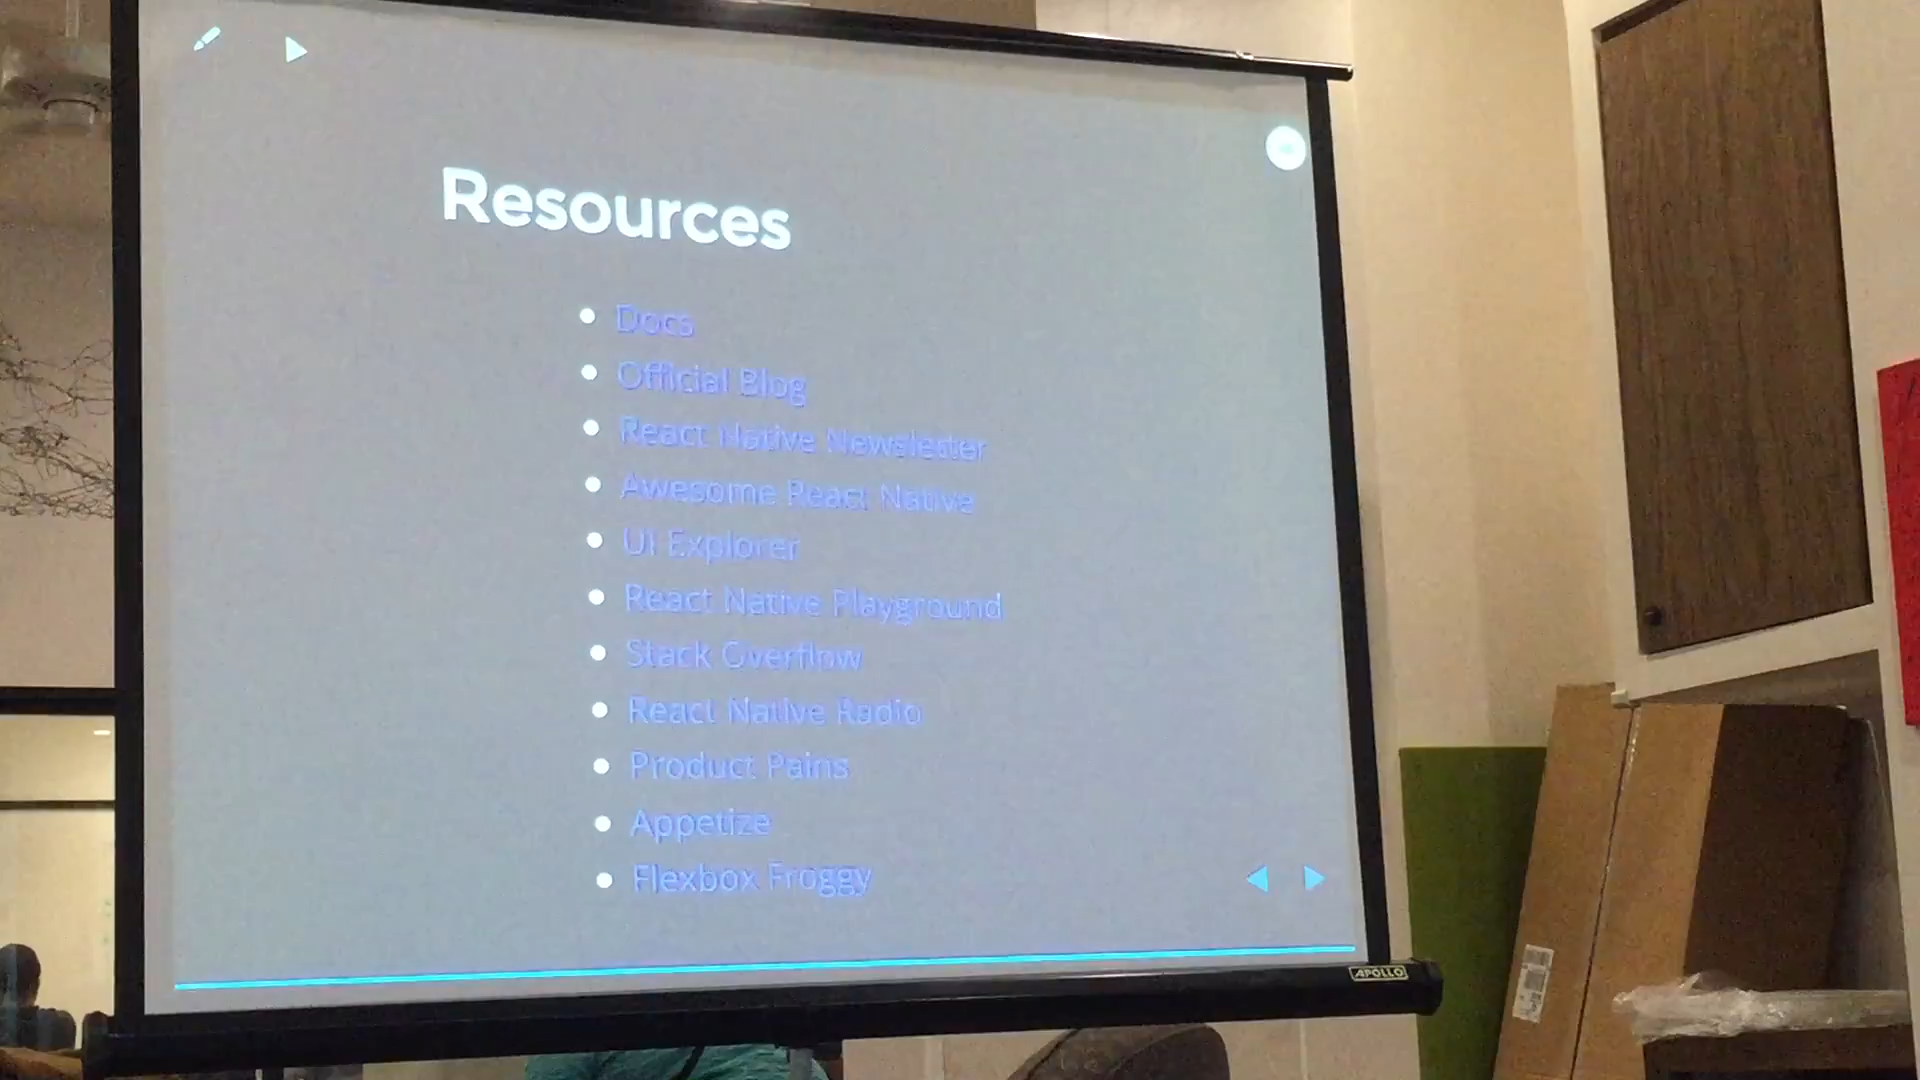 Resources
Docs
Official Blog
React Native Newsletter
Awesome React Native
UI Explorer
React Native Playground
Stack Overflow
React Native Radio
Product Pains
Appetize
Flexbox Froggy
APOLLO